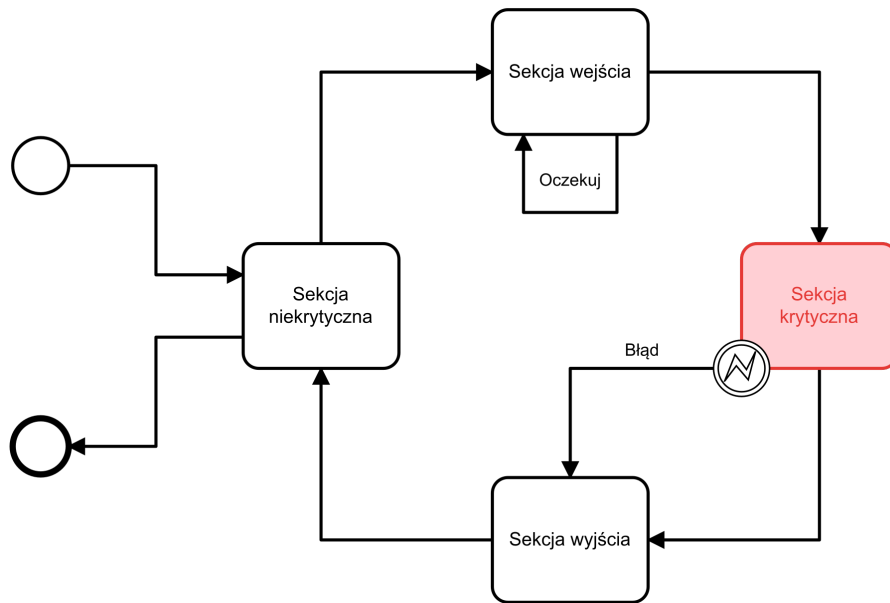 Sekcja wejścia
Oczekuj
Sekcja
niekrytyczna
Sekcja
krytyczna
Błąd
Sekcja wyjścia